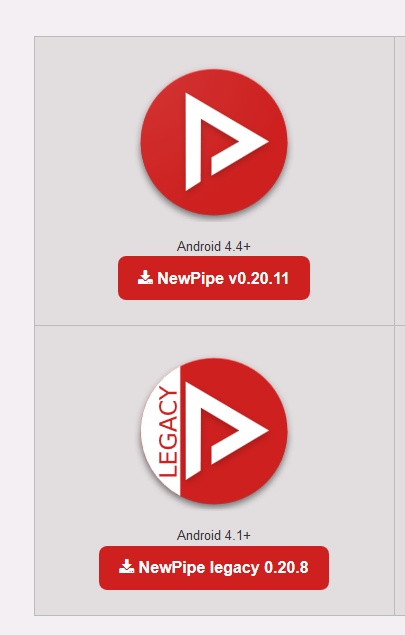 Android 4.4+
NewPipe v0.20.11
LEGACY
Android 4.1+
NewPipe legacy 0.20.8